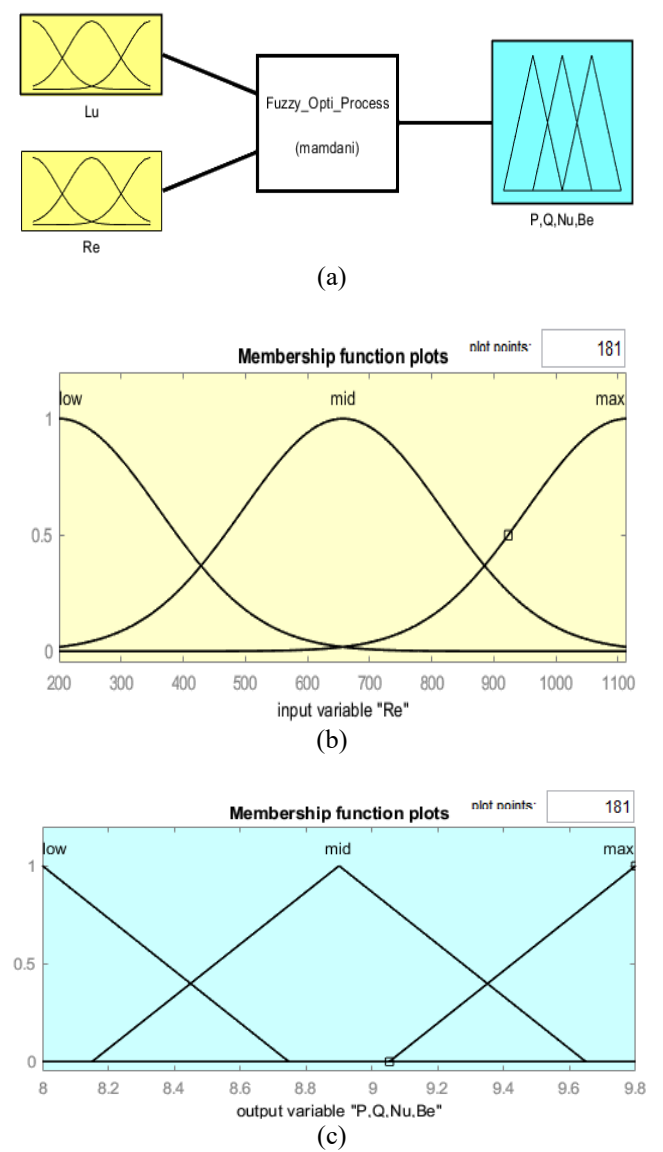 Lu
Re
Fuzzy_Opti_Process
(mamdani)
P,Q,Nu,Be
(a)
Membership function plots
plot points:
181
low
mid
max
1
0.5
0
200 300 400 500 600 700 800 900 1000 1100
input variable "Re"
(b)
Membership function plots
plot points:
181
low
mid
max
1
0.5
0
8 8.2 8.4 8.6 8.8 9 9.2 9.4 9.6 9.8
output variable "P,Q,Nu,Be"
(c)